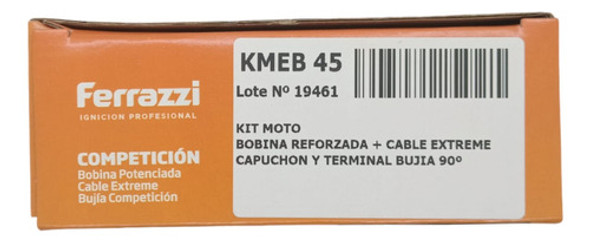 Ferrazzi
IGNICION PROFESIONAL
COMPETICIÓN
Bobina Potenciada
Cable Extreme
Bujía Competición
KMEB 45
Lote Nº 19461
KIT MOTO
BOBINA REFORZADA + CABLE EXTREME
CAPUCHON Y TERMINAL BUJIA 90º